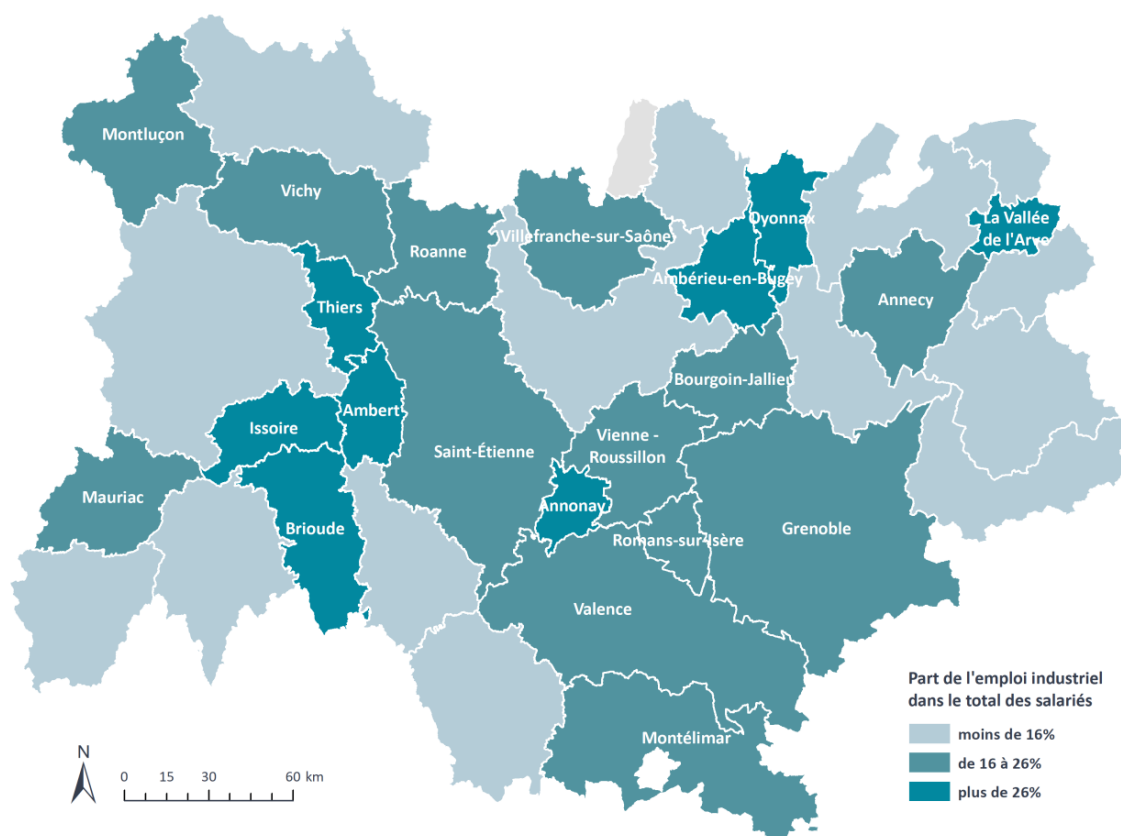 Montluçon
Vichy
Roanne
Villefranche-sur-Saône
Oyonnax
La Vallée
de l'Arve
Ambérieu-en-Bugey
Annecy
Thiers
Bourgoin-Jallieu
Ambert
Issoire
Saint-Étienne
Vienne -
Roussillon
Mauriac
Brioude
Annonay
Romans-sur-Isère
Grenoble
Valence
Montélimar
Part de l'emploi industriel
dans le total des salariés
moins de 16%
de 16 à 26%
plus de 26%
N
0 15 30 60 km